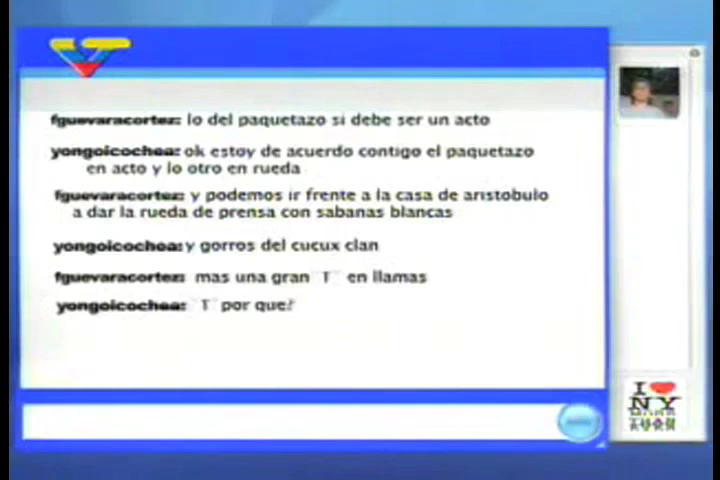 fguevaracortez: lo del paquetazo si debe ser un acto
yongoicochea: ok estoy de acuerdo contigo el paquetazo
en acto y lo otro en rueda
fguevaracortez: y podemos ir frente a la casa de aristobulo
a dar la rueda de prensa con sabanas blancas
yongoicochea: y gorros del cucux clan
fguevaracortez: mas una gran "T" en llamas
yongoicochea: "T" por que?
I ❤ NY